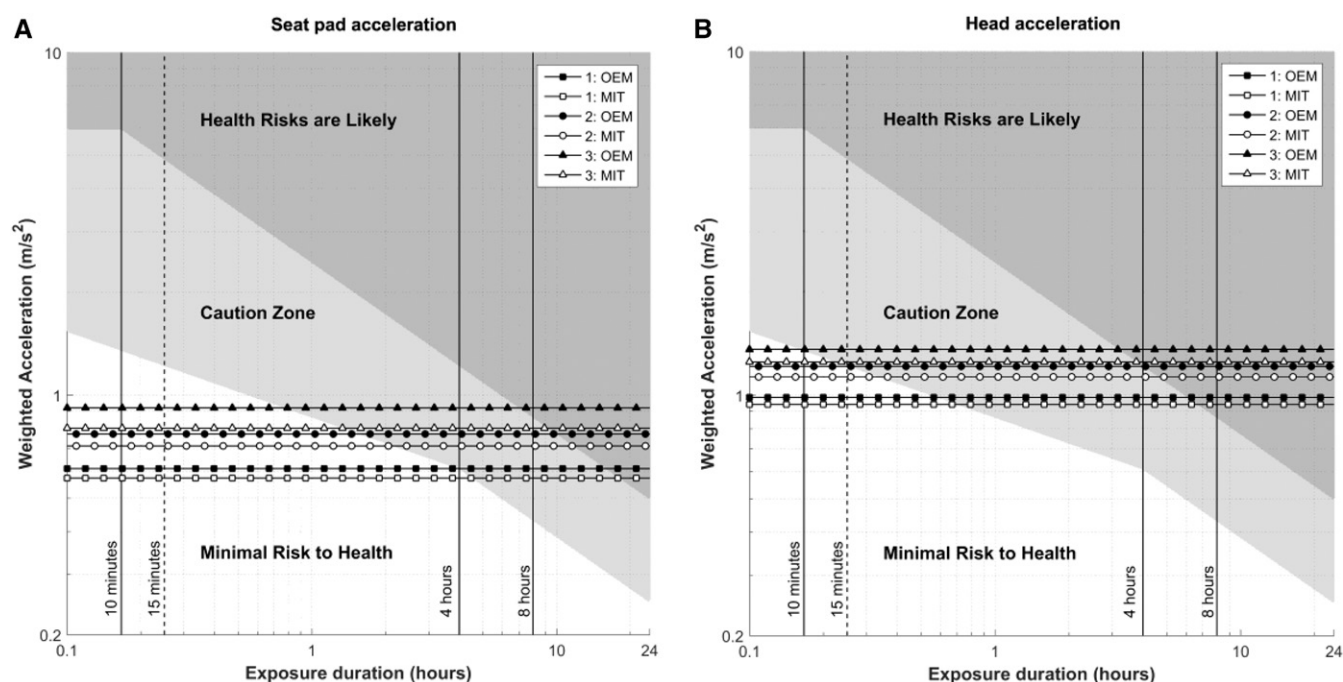 A
Seat pad acceleration
10
1: OEM
1: MIT
2: OEM
2: MIT
3: OEM
3: MIT
Health Risks are Likely
Caution Zone
Minimal Risk to Health
Weighted Acceleration (m/s²)
1
0.2
10 minutes
15 minutes
4 hours
8 hours
0.1
1
10
24
Exposure duration (hours)
B
Head acceleration
10
1: OEM
1: MIT
2: OEM
2: MIT
3: OEM
3: MIT
Health Risks are Likely
Caution Zone
Minimal Risk to Health
Weighted Acceleration (m/s²)
1
0.2
10 minutes
15 minutes
4 hours
8 hours
0.1
1
10
24
Exposure duration (hours)